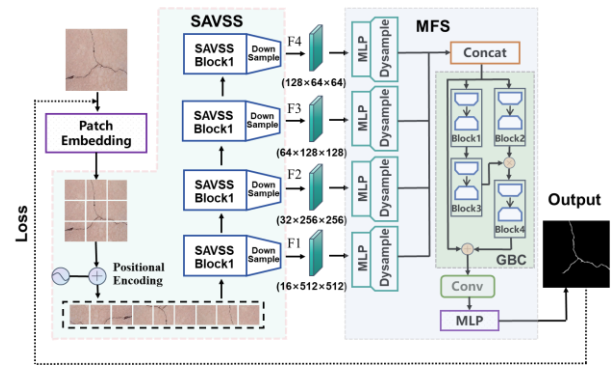 SAVSS
MFS
Patch
Embedding
Positional
Encoding
Loss
SAVSS
Block1
Down
Sample
F4
(128×64×64)
MLP
Dysample
SAVSS
Block1
Down
Sample
F3
(64×128×128)
MLP
Dysample
SAVSS
Block1
Down
Sample
F2
(32×256×256)
MLP
Dysample
SAVSS
Block1
Down
Sample
F1
(16×512×512)
MLP
Dysample
Concat
Block1
Block2
Block3
Block4
GBC
Conv
MLP
Output